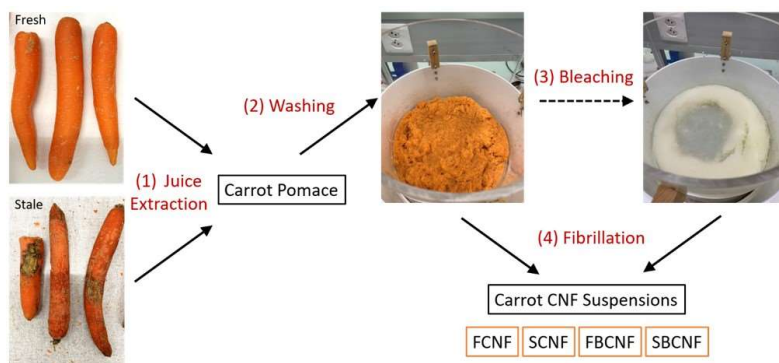 Fresh
(2) Washing
(3) Bleaching
(1) Juice
Extraction
Carrot Pomace
Stale
(4) Fibrillation
Carrot CNF Suspensions
FCNF
SCNF
FBCNF
SBCNF